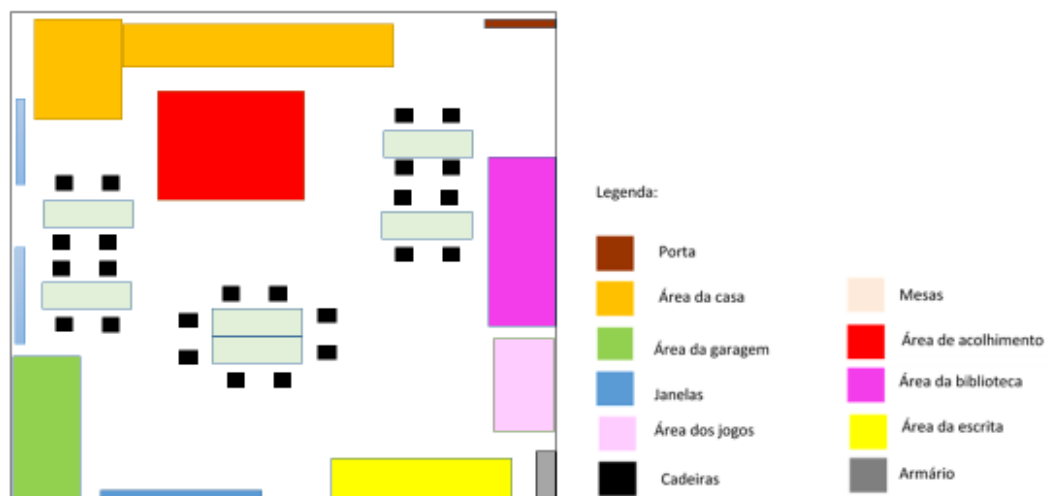 Legenda:
Porta
Área da casa
Área da garagem
Janelas
Área dos jogos
Cadeiras
Mesas
Área de acolhimento
Área da biblioteca
Área da escrita
Armário